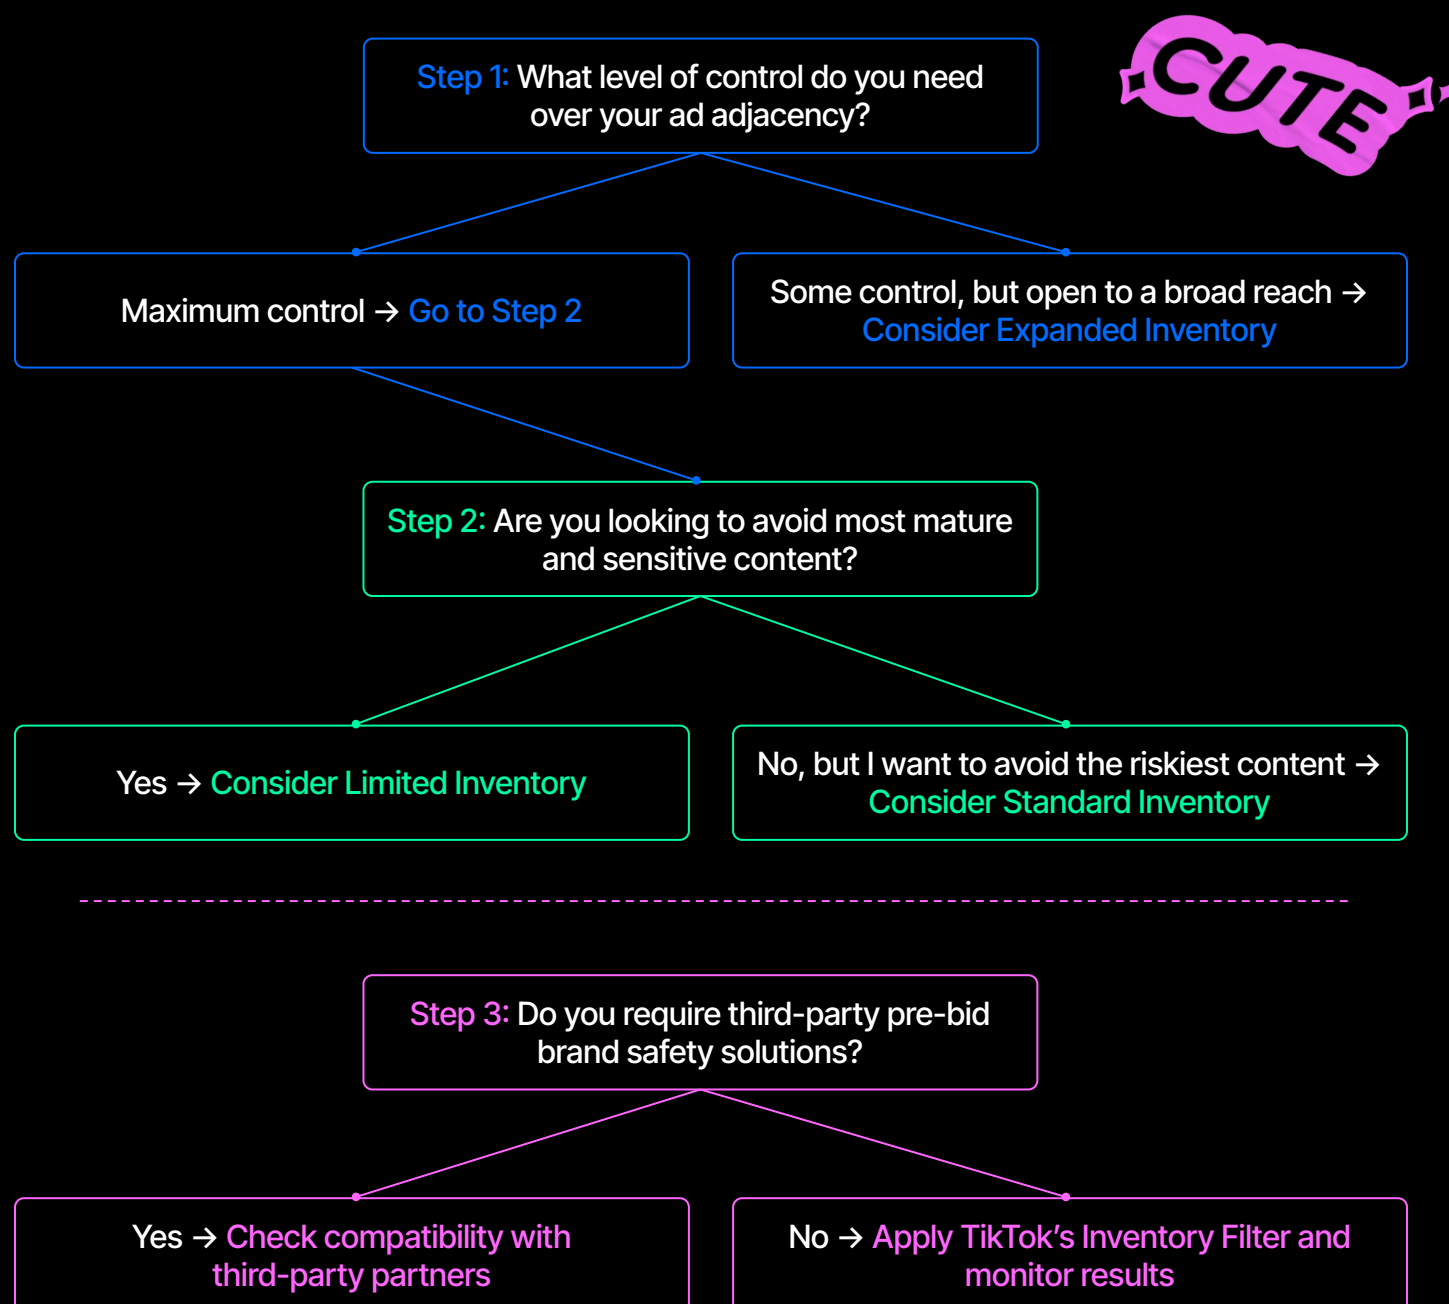 CUTE
Step 1: What level of control do you need
over your ad adjacency?
Maximum control → Go to Step 2
Some control, but open to a broad reach →
Consider Expanded Inventory
Step 2: Are you looking to avoid most mature
and sensitive content?
Yes → Consider Limited Inventory
No, but I want to avoid the riskiest content →
Consider Standard Inventory
Step 3: Do you require third-party pre-bid
brand safety solutions?
Yes → Check compatibility with
third-party partners
No → Apply TikTok’s Inventory Filter and
monitor results